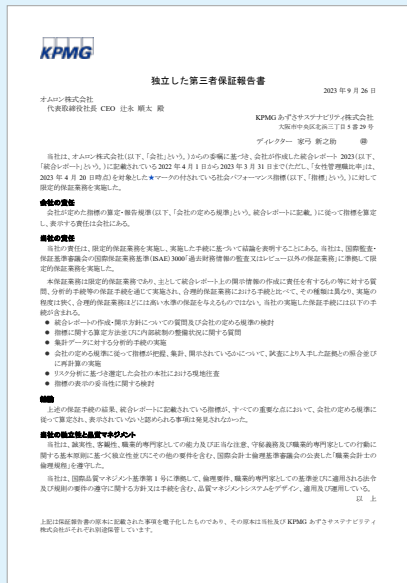 KPMG
独立した第三者保証報告書
2023 年 9 月 26 日
オムロン株式会社
代表取締役社長 CEO 辻永 順太 殿
KPMG あずさサステナビリティ株式会社
大阪市中央区北浜三丁目 5 番 29 号
ディレクター 家弓 新之助 ㊞
当社は、オムロン株式会社(以下、「会社」という。)からの委嘱に基づき、会社が作成した統合レポート 2023(以下、
「統合レポート」という。)に記載されている 2022 年 4 月 1 日から 2023 年 3 月 31 日まで(ただし、「女性管理職比率」は、
2023 年 4 月 20 日時点)を対象とした★マークの付されている社会パフォーマンス指標(以下、「指標」という。)に対して
限定的保証業務を実施した。
会社の責任
会社が定めた指標の算定・報告規準(以下、「会社の定める規準」という。統合レポートに記載。)に従って指標を算定
し、表示する責任は会社にある。
当社の責任
当社の責任は、限定的保証業務を実施し、実施した手続に基づいて結論を表明することにある。当社は、国際監査・
保証基準審議会の国際保証業務基準(ISAE)3000「過去財務情報の監査又はレビュー以外の保証業務」に準拠して限
定的保証業務を実施した。
本保証業務は限定的保証業務であり、主として統合レポート上の開示情報の作成に責任を有するもの等に対する質
問、分析的手続等の手続を通じて実施され、合理的保証業務における手続と比べて、その種類は異なり、実施の
程度は狭く、合理的保証業務ほどには高い水準の保証を与えるものではない。当社の実施した保証手続には以下の手
続が含まれる。
● 統合レポートの作成・開示方針についての質問及び会社の定める規準の検討
● 指標に関する算定方法並びに内部統制の整備状況に関する質問
● 集計データに対する分析的手続の実施
● 会社の定める規準に従って指標が把握、集計、開示されているかについて、試査により入手した証拠との照合並び
に再計算の実施
● リスク分析に基づき選定した会社の本社における現地往査
● 指標の表示の妥当性に関する検討
結論
上述の保証手続の結果、統合レポートに記載されている指標が、すべての重要な点において、会社の定める規準に
従って算定され、表示されていないと認められる事項は発見されなかった。
当社の独立性と品質マネジメント
当社は、誠実性、客観性、職業的専門家としての能力及び正当な注意、守秘義務及び職業的専門家としての行動に
関する基本原則に基づく独立性並びにその他の要件を含む、国際会計士倫理基準審議会の公表した「職業会計士の
倫理規程」を遵守した。
当社は、国際品質マネジメント基準第 1 号に準拠して、倫理要件、職業的専門家としての基準並びに適用される法令
及び規則の要件の遵守に関する方針又は手続を含む、品質マネジメントシステムをデザイン、適用及び運用している。
以 上
上記は保証報告書の原本に記載された事項を電子化したものであり、その原本は当社及び KPMG あずさサステナビリティ
株式会社がそれぞれ別途保管しています。